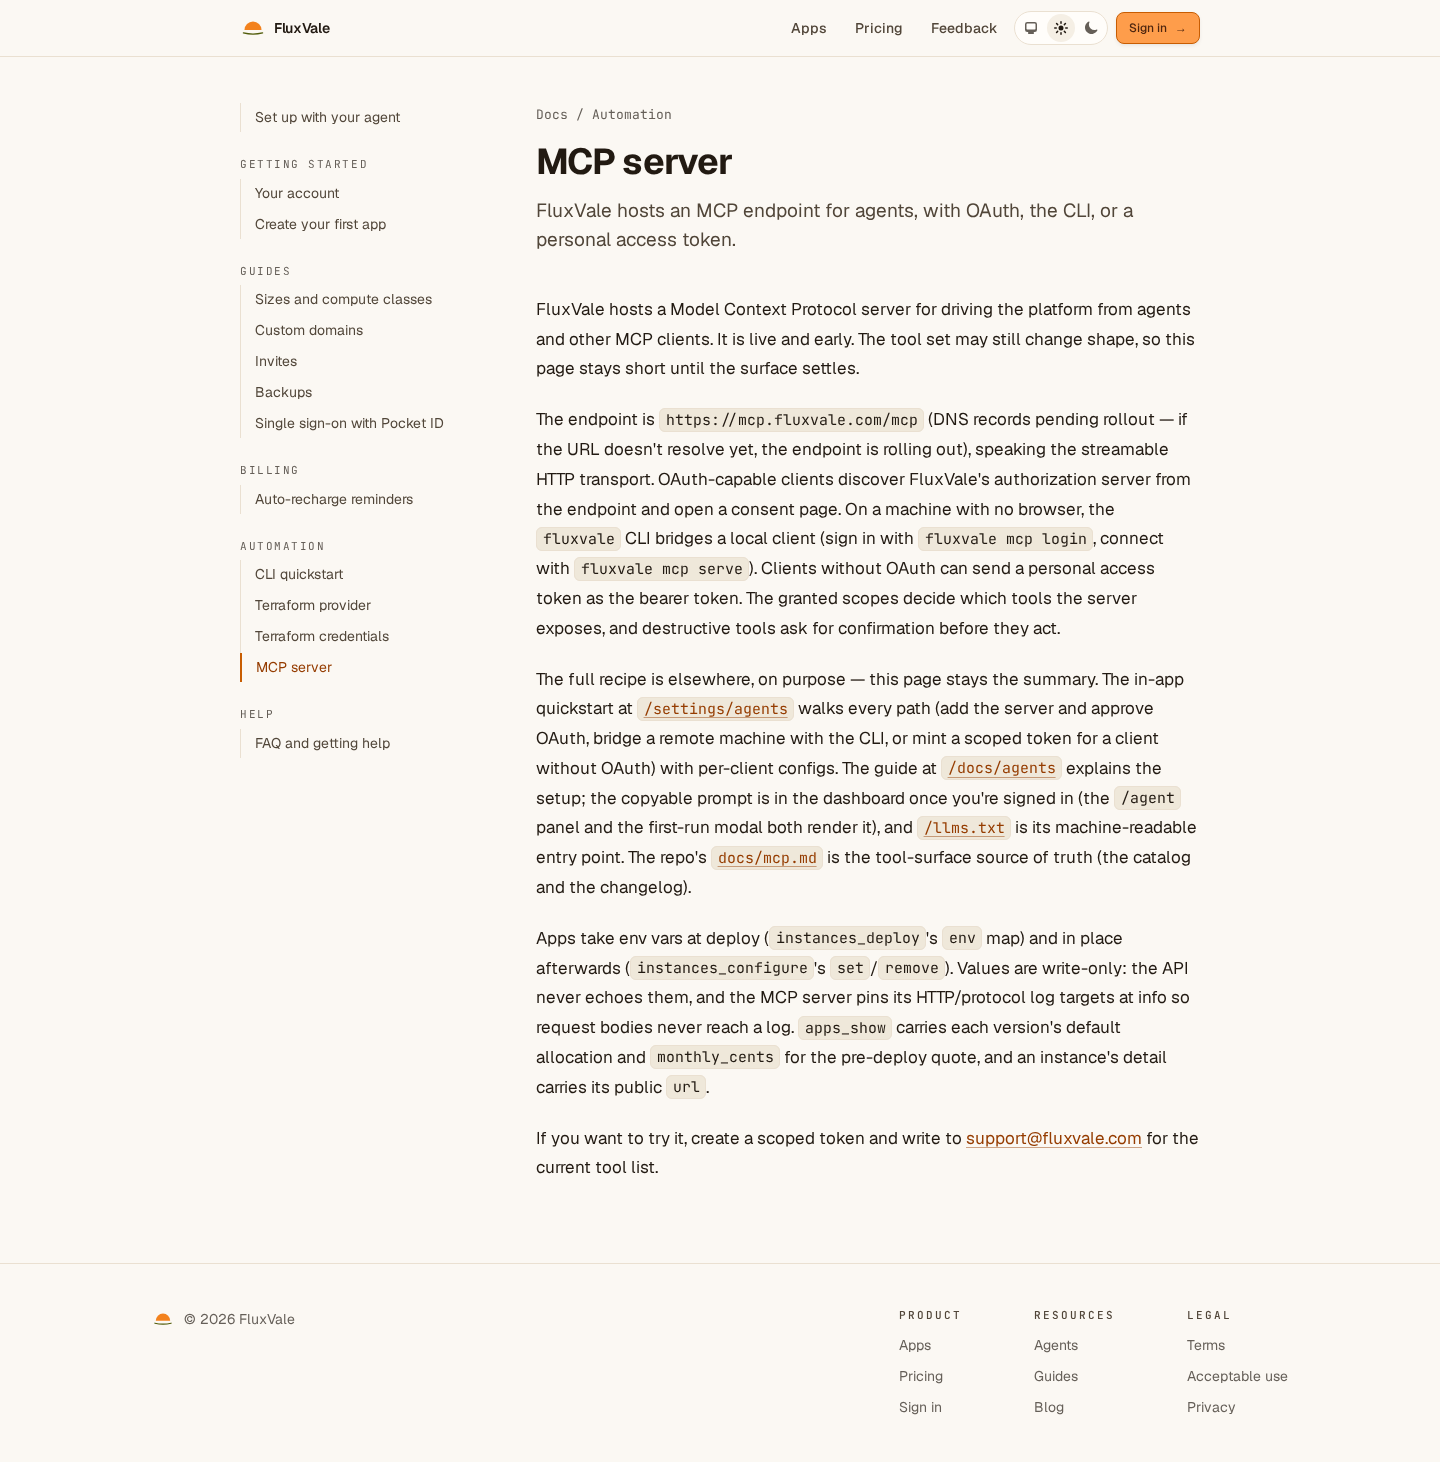 FluxVale
Apps
Pricing
Feedback
Sign in →
Set up with your agent
GETTING STARTED
Your account
Create your first app
GUIDES
Sizes and compute classes
Custom domains
Invites
Backups
Single sign-on with Pocket ID
BILLING
Auto-recharge reminders
AUTOMATION
CLI quickstart
Terraform provider
Terraform credentials
MCP server
HELP
FAQ and getting help
Docs / Automation
MCP server
FluxVale hosts an MCP endpoint for agents, with OAuth, the CLI, or a
personal access token.
FluxVale hosts a Model Context Protocol server for driving the platform from agents
and other MCP clients. It is live and early. The tool set may still change shape, so this
page stays short until the surface settles.
The endpoint is https://mcp.fluxvale.com/mcp (DNS records pending rollout — if
the URL doesn't resolve yet, the endpoint is rolling out), speaking the streamable
HTTP transport. OAuth-capable clients discover FluxVale's authorization server from
the endpoint and open a consent page. On a machine with no browser, the
fluxvale CLI bridges a local client (sign in with fluxvale mcp login, connect
with fluxvale mcp serve). Clients without OAuth can send a personal access
token as the bearer token. The granted scopes decide which tools the server
exposes, and destructive tools ask for confirmation before they act.
The full recipe is elsewhere, on purpose — this page stays the summary. The in-app
quickstart at /settings/agents walks every path (add the server and approve
OAuth, bridge a remote machine with the CLI, or mint a scoped token for a client
without OAuth) with per-client configs. The guide at /docs/agents explains the
setup; the copyable prompt is in the dashboard once you're signed in (the /agent
panel and the first-run modal both render it), and /llms.txt is its machine-readable
entry point. The repo's docs/mcp.md is the tool-surface source of truth (the catalog
and the changelog).
Apps take env vars at deploy (instances_deploy's env map) and in place
afterwards (instances_configure's set/remove). Values are write-only: the API
never echoes them, and the MCP server pins its HTTP/protocol log targets at info so
request bodies never reach a log. apps_show carries each version's default
allocation and monthly_cents for the pre-deploy quote, and an instance's detail
carries its public url.
If you want to try it, create a scoped token and write to support@fluxvale.com for the
current tool list.
© 2026 FluxVale
PRODUCT
Apps
Pricing
Sign in
RESOURCES
Agents
Guides
Blog
LEGAL
Terms
Acceptable use
Privacy